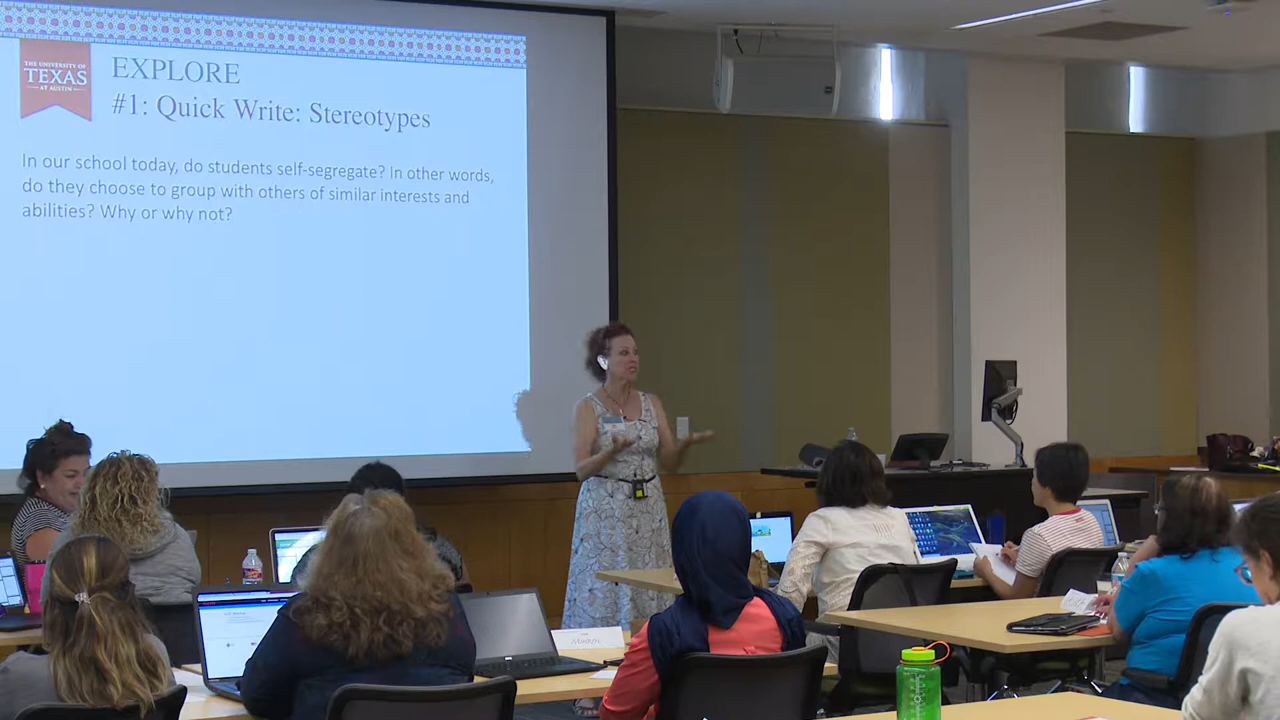 THE UNIVERSITY OF
TEXAS
AT AUSTIN
EXPLORE
#1: Quick Write: Stereotypes
In our school today, do students self-segregate? In other words,
do they choose to group with others of similar interests and
abilities? Why or why not?